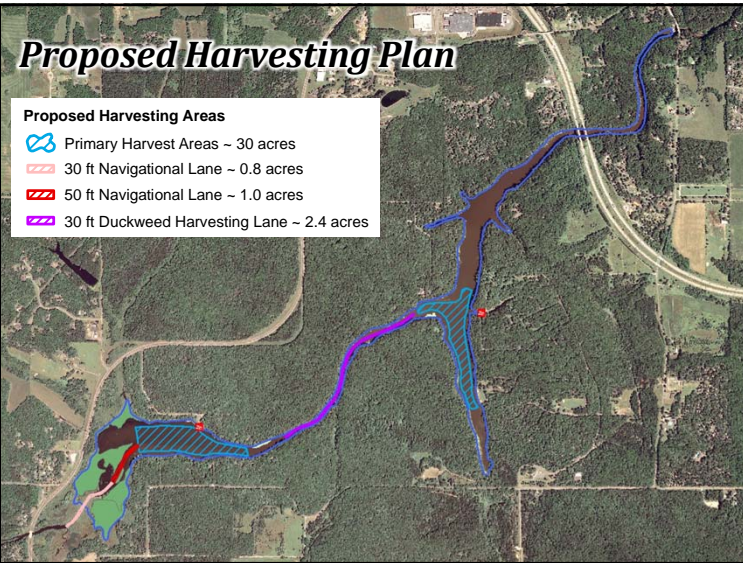 Proposed Harvesting Plan
Proposed Harvesting Areas
Primary Harvest Areas ~ 30 acres
30 ft Navigational Lane ~ 0.8 acres
50 ft Navigational Lane ~ 1.0 acres
30 ft Duckweed Harvesting Lane ~ 2.4 acres